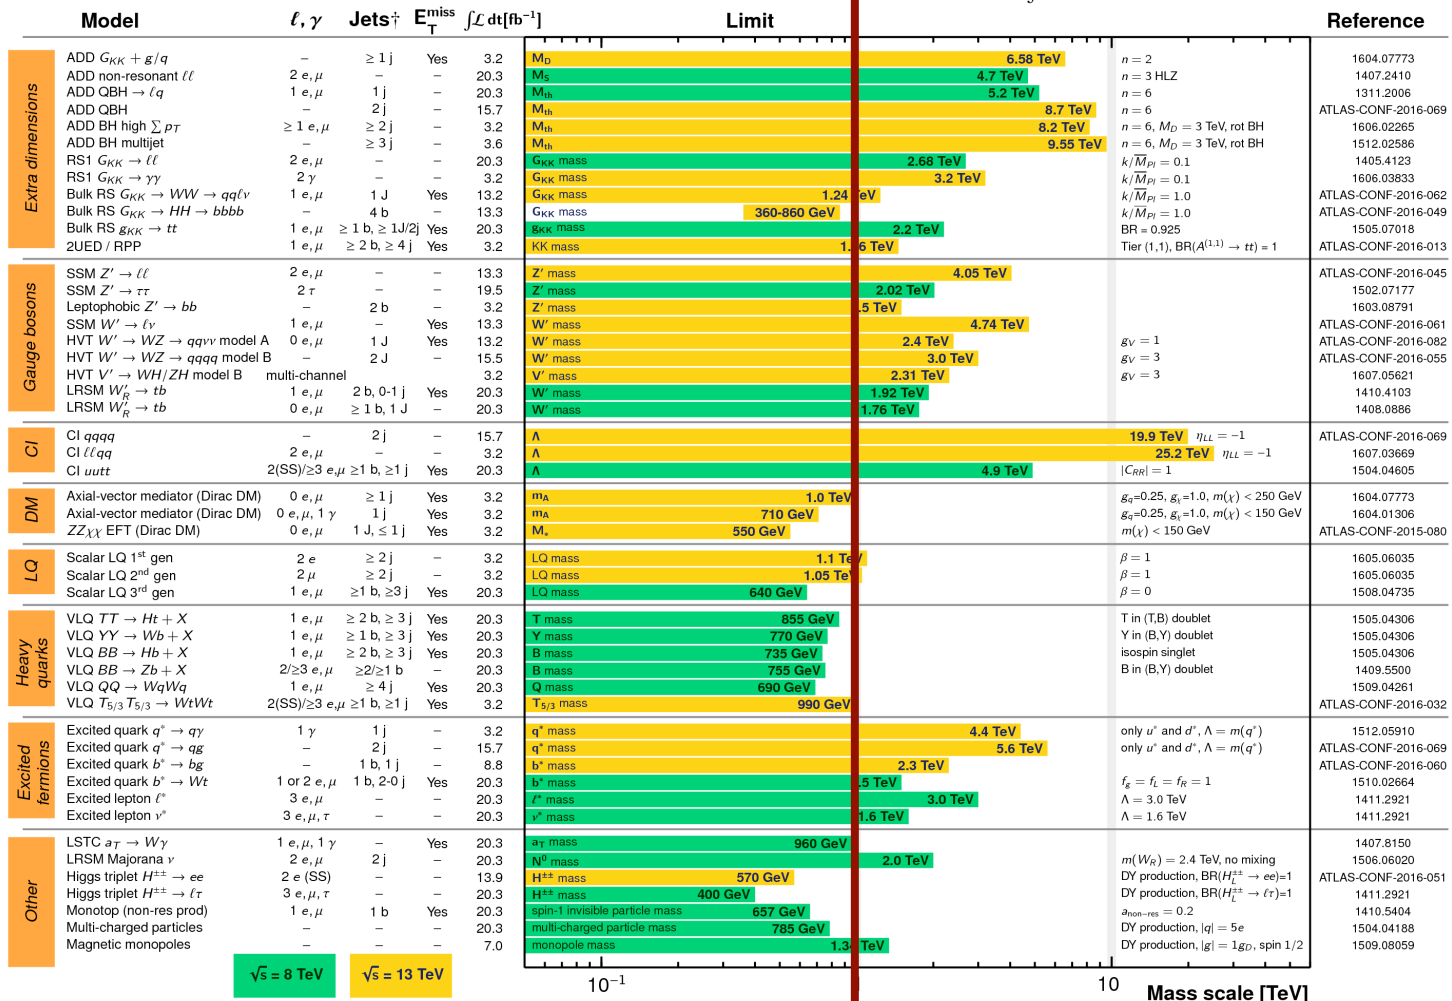 Model ℓ, γ Jets† E_T^miss ∫ℒ dt[fb⁻¹] Limit Reference
Extra dimensions
ADD G_KK + g/q – ≥ 1 j Yes 3.2 M_D 6.58 TeV n = 2 1604.07773
ADD non-resonant ℓℓ 2 e, μ – – 20.3 M_S 4.7 TeV n = 3 HLZ 1407.2410
ADD QBH → ℓq 1 e, μ 1 j – 20.3 M_th 5.2 TeV n = 6 1311.2006
ADD QBH – 2 j – 15.7 M_th 8.7 TeV n = 6 ATLAS-CONF-2016-069
ADD BH high ∑ p_T ≥ 1 e, μ ≥ 2 j – 3.2 M_th 8.2 TeV n = 6, M_D = 3 TeV, rot BH 1606.02265
ADD BH multijet – ≥ 3 j – 3.6 M_th 9.55 TeV n = 6, M_D = 3 TeV, rot BH 1512.02586
RS1 G_KK → ℓℓ 2 e, μ – – 20.3 G_KK mass 2.68 TeV k/M̄_Pl = 0.1 1405.4123
RS1 G_KK → γγ 2 γ – – 3.2 G_KK mass 3.2 TeV k/M̄_Pl = 0.1 1606.03833
Bulk RS G_KK → WW → qqℓν 1 e, μ 1 J Yes 13.2 G_KK mass 1.24 TeV k/M̄_Pl = 1.0 ATLAS-CONF-2016-062
Bulk RS G_KK → HH → bbbb – 4 b – 13.3 G_KK mass 360-860 GeV k/M̄_Pl = 1.0 ATLAS-CONF-2016-049
Bulk RS g_KK → tt 1 e, μ ≥ 1 b, ≥ 1J/2j Yes 20.3 g_KK mass 2.2 TeV BR = 0.925 1505.07018
2UED / RPP 1 e, μ ≥ 2 b, ≥ 4 j Yes 3.2 KK mass 1. 6 TeV Tier (1,1), BR(A^(1,1) → tt) = 1 ATLAS-CONF-2016-013
Gauge bosons
SSM Z′ → ℓℓ 2 e, μ – – 13.3 Z′ mass 4.05 TeV ATLAS-CONF-2016-045
SSM Z′ → ττ 2 τ – – 19.5 Z′ mass 2.02 TeV 1502.07177
Leptophobic Z′ → bb – 2 b – 3.2 Z′ mass .5 TeV 1603.08791
SSM W′ → ℓν 1 e, μ – Yes 13.3 W′ mass 4.74 TeV ATLAS-CONF-2016-061
HVT W′ → WZ → qqνν model A 0 e, μ 1 J Yes 13.2 W′ mass 2.4 TeV g_V = 1 ATLAS-CONF-2016-082
HVT W′ → WZ → qqqq model B – 2 J – 15.5 W′ mass 3.0 TeV g_V = 3 ATLAS-CONF-2016-055
HVT V′ → WH/ZH model B multi-channel 3.2 V′ mass 2.31 TeV g_V = 3 1607.05621
LRSM W′_R → tb 1 e, μ 2 b, 0-1 j Yes 20.3 W′ mass 1.92 TeV 1410.4103
LRSM W′_R → tb 0 e, μ ≥ 1 b, 1 J – 20.3 W′ mass 1.76 TeV 1408.0886
CI
CI qqqq – 2 j – 15.7 Λ 19.9 TeV η_LL = −1 ATLAS-CONF-2016-069
CI ℓℓqq 2 e, μ – – 3.2 Λ 25.2 TeV η_LL = −1 1607.03669
CI uutt 2(SS)/≥3 e,μ ≥1 b, ≥1 j Yes 20.3 Λ 4.9 TeV |C_RR| = 1 1504.04605
DM
Axial-vector mediator (Dirac DM) 0 e, μ ≥ 1 j Yes 3.2 m_A 1.0 TeV g_q=0.25, g_χ=1.0, m(χ) < 250 GeV 1604.07773
Axial-vector mediator (Dirac DM) 0 e, μ, 1 γ 1 j Yes 3.2 m_A 710 GeV g_q=0.25, g_χ=1.0, m(χ) < 150 GeV 1604.01306
ZZχχ EFT (Dirac DM) 0 e, μ 1 J, ≤ 1 j Yes 3.2 M_* 550 GeV m(χ) < 150 GeV ATLAS-CONF-2015-080
LQ
Scalar LQ 1st gen 2 e ≥ 2 j – 3.2 LQ mass 1.1 TeV β = 1 1605.06035
Scalar LQ 2nd gen 2 μ ≥ 2 j – 3.2 LQ mass 1.05 TeV β = 1 1605.06035
Scalar LQ 3rd gen 1 e, μ ≥1 b, ≥3 j Yes 20.3 LQ mass 640 GeV β = 0 1508.04735
Heavy quarks
VLQ TT → Ht + X 1 e, μ ≥ 2 b, ≥ 3 j Yes 20.3 T mass 855 GeV T in (T,B) doublet 1505.04306
VLQ YY → Wb + X 1 e, μ ≥ 1 b, ≥ 3 j Yes 20.3 Y mass 770 GeV Y in (B,Y) doublet 1505.04306
VLQ BB → Hb + X 1 e, μ ≥ 2 b, ≥ 3 j Yes 20.3 B mass 735 GeV isospin singlet 1505.04306
VLQ BB → Zb + X 2/≥3 e, μ ≥2/≥1 b – 20.3 B mass 755 GeV B in (B,Y) doublet 1409.5500
VLQ QQ → WqWq 1 e, μ ≥ 4 j Yes 20.3 Q mass 690 GeV 1509.04261
VLQ T_5/3 T_5/3 → WtWt 2(SS)/≥3 e,μ ≥1 b, ≥1 j Yes 3.2 T_5/3 mass 990 GeV ATLAS-CONF-2016-032
Excited fermions
Excited quark q* → qγ 1 γ 1 j – 3.2 q* mass 4.4 TeV only u* and d*, Λ = m(q*) 1512.05910
Excited quark q* → qg – 2 j – 15.7 q* mass 5.6 TeV only u* and d*, Λ = m(q*) ATLAS-CONF-2016-069
Excited quark b* → bg – 1 b, 1 j – 8.8 b* mass 2.3 TeV ATLAS-CONF-2016-060
Excited quark b* → Wt 1 or 2 e, μ 1 b, 2-0 j Yes 20.3 b* mass .5 TeV f_g = f_L = f_R = 1 1510.02664
Excited lepton ℓ* 3 e, μ – – 20.3 ℓ* mass 3.0 TeV Λ = 3.0 TeV 1411.2921
Excited lepton ν* 3 e, μ, τ – – 20.3 ν* mass 1.6 TeV Λ = 1.6 TeV 1411.2921
Other
LSTC a_T → Wγ 1 e, μ, 1 γ – Yes 20.3 a_T mass 960 GeV 1407.8150
LRSM Majorana ν 2 e, μ 2 j – 20.3 N⁰ mass 2.0 TeV m(W_R) = 2.4 TeV, no mixing 1506.06020
Higgs triplet H^±± → ee 2 e (SS) – – 13.9 H^±± mass 570 GeV DY production, BR(H_L^±± → ee)=1 ATLAS-CONF-2016-051
Higgs triplet H^±± → ℓτ 3 e, μ, τ – – 20.3 H^±± mass 400 GeV DY production, BR(H_L^±± → ℓτ)=1 1411.2921
Monotop (non-res prod) 1 e, μ 1 b Yes 20.3 spin-1 invisible particle mass 657 GeV a_non−res = 0.2 1410.5404
Multi-charged particles – – – 20.3 multi-charged particle mass 785 GeV DY production, |q| = 5e 1504.04188
Magnetic monopoles – – – 7.0 monopole mass 1.34 TeV DY production, |g| = 1g_D, spin 1/2 1509.08059
√s = 8 TeV √s = 13 TeV
10⁻¹ 10
Mass scale [TeV]